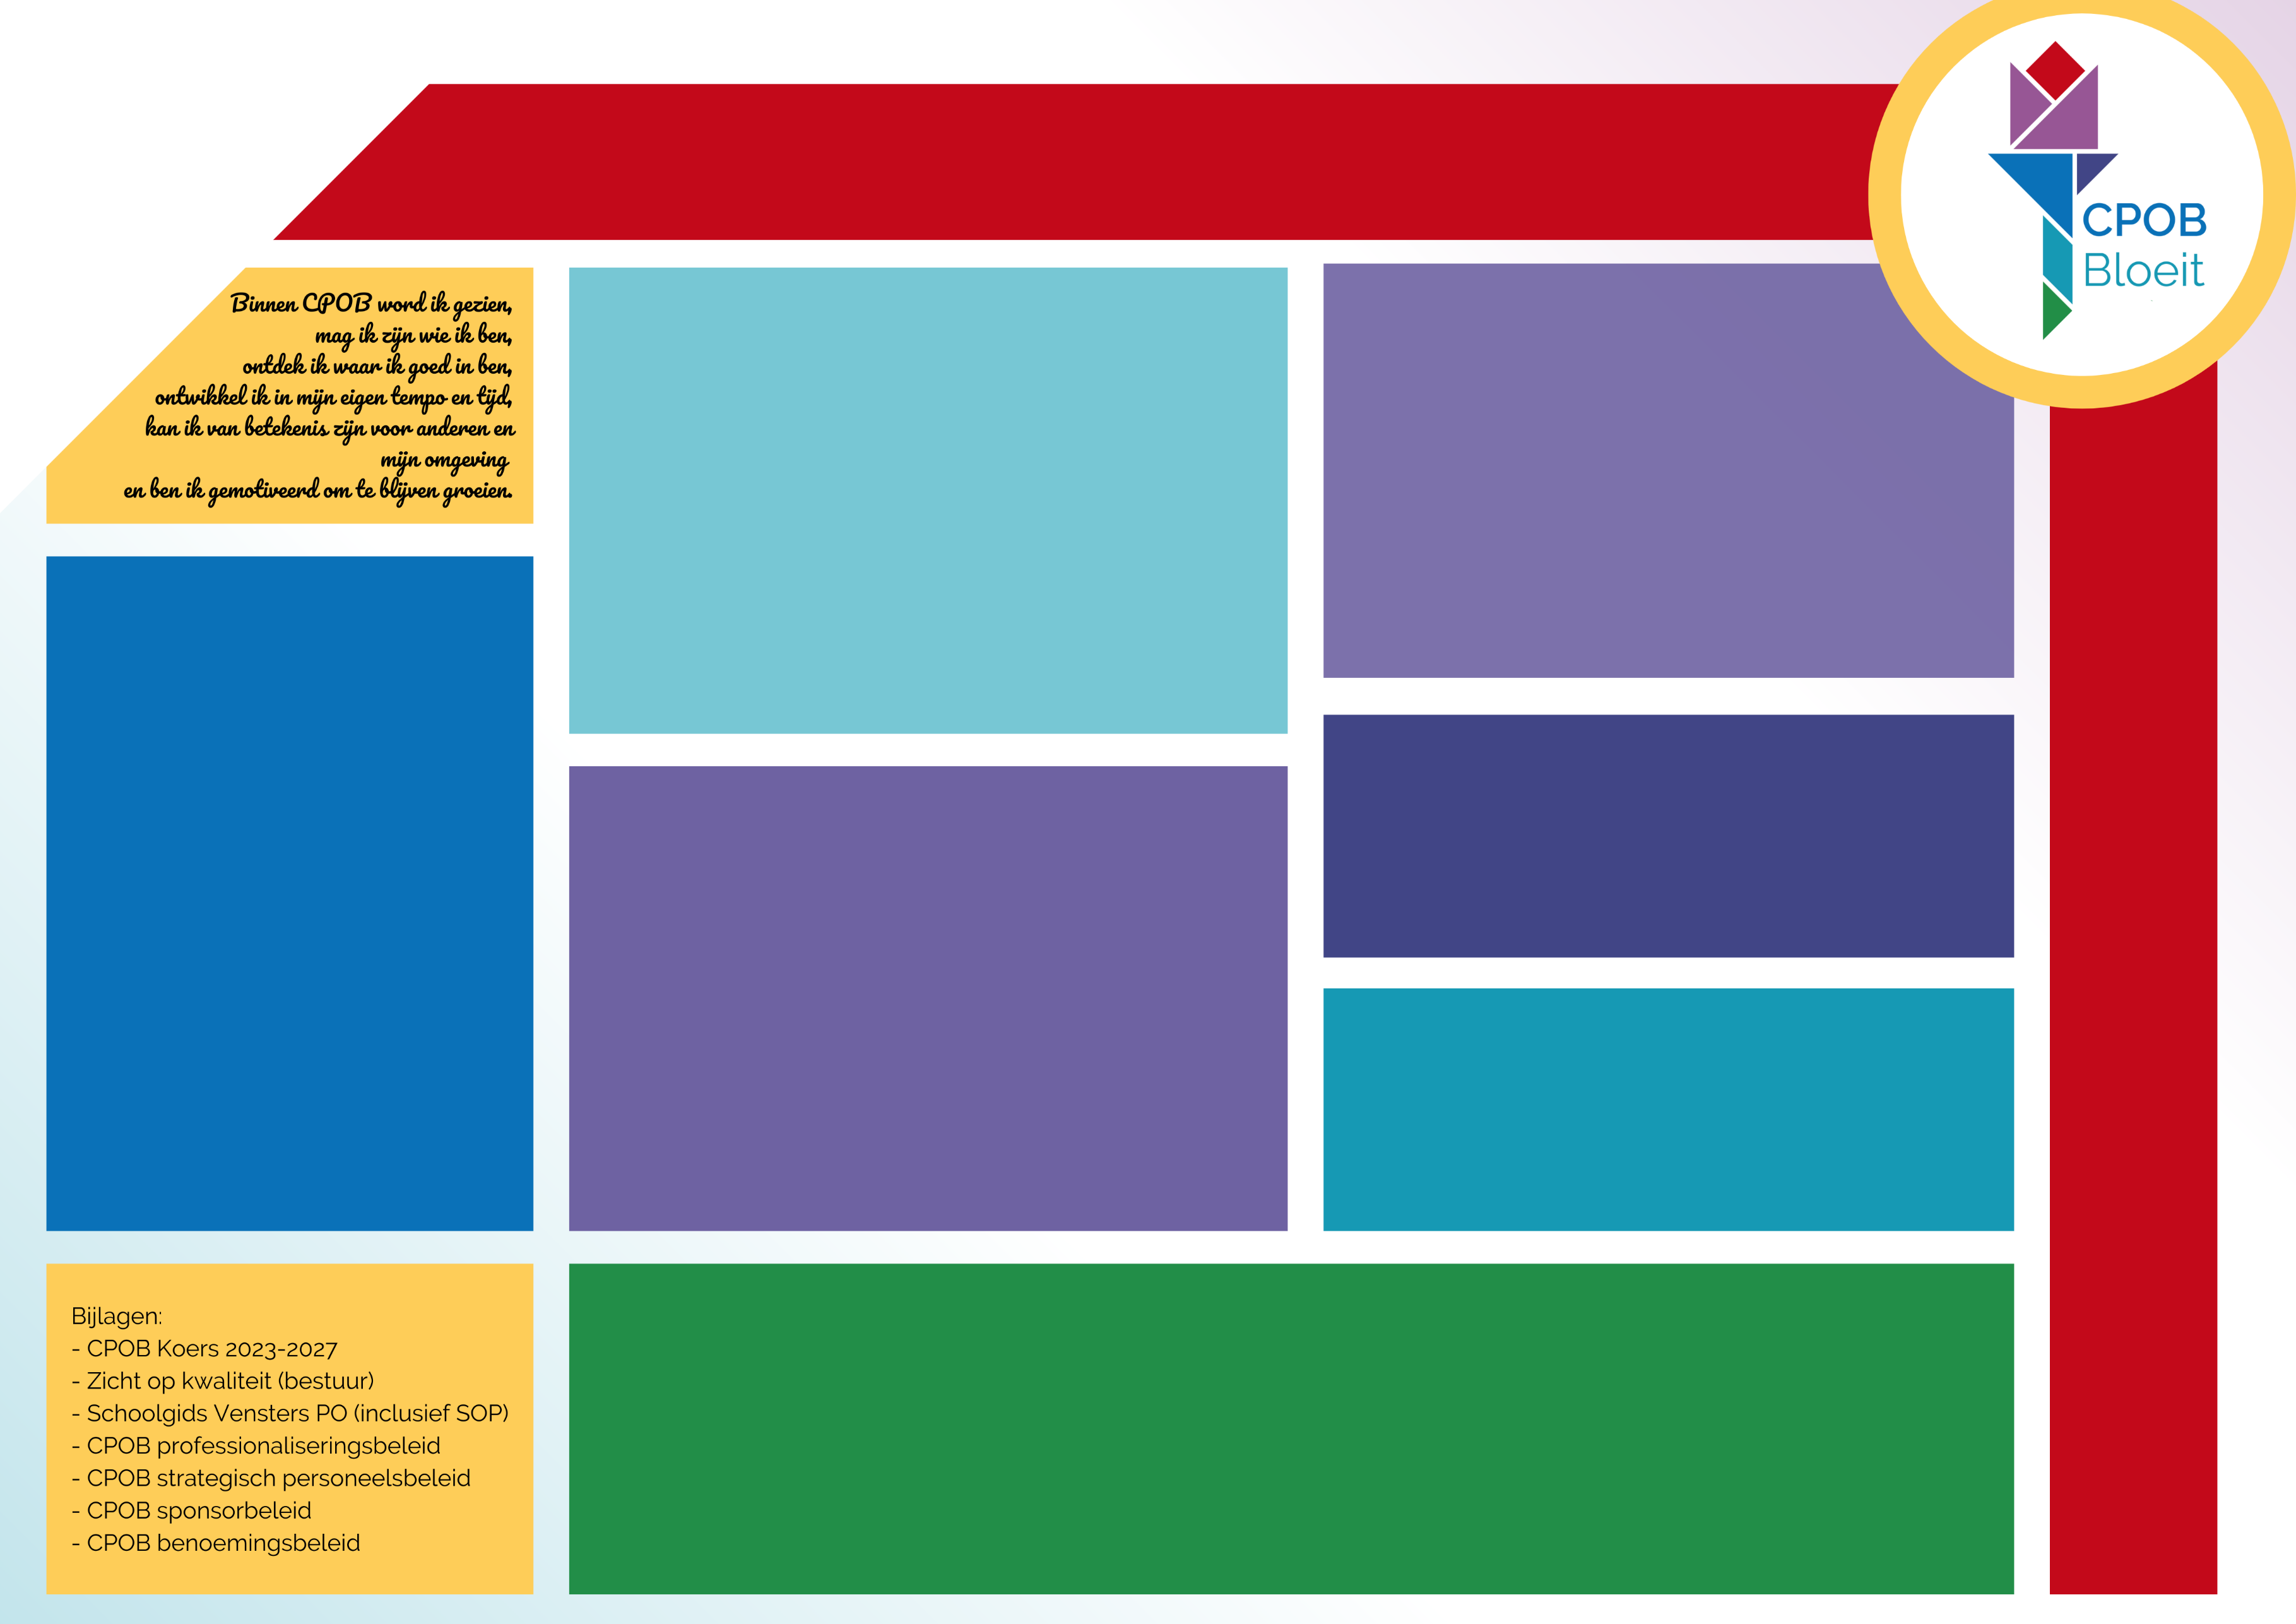 CPOB
Bloeit
Binnen CPOB word ik gezien,
mag ik zijn wie ik ben,
ontdek ik waar ik goed in ben,
ontwikkel ik in mijn eigen tempo en tijd,
kan ik van betekenis zijn voor anderen en
mijn omgeving
en ben ik gemotiveerd om te blijven groeien.
Bijlagen:
- CPOB Koers 2023-2027
- Zicht op kwaliteit (bestuur)
- Schoolgids Vensters PO (inclusief SOP)
- CPOB professionaliseringsbeleid
- CPOB strategisch personeelsbeleid
- CPOB sponsorbeleid
- CPOB benoemingsbeleid